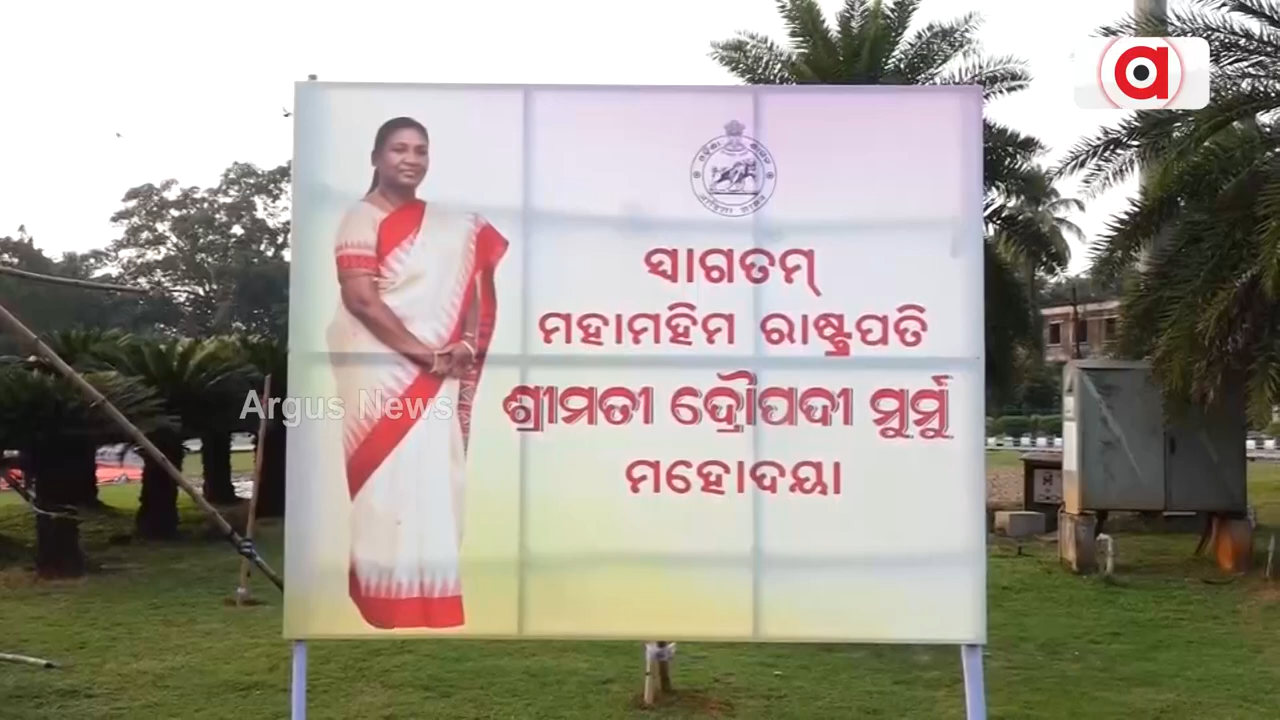 ସ୍ୱାଗତମ୍
ମହାମହିମ ରାଷ୍ଟ୍ରପତି
ଶ୍ରୀମତୀ ଦ୍ରୌପଦୀ ମୁର୍ମୁ
ମହୋଦୟା
Argus News